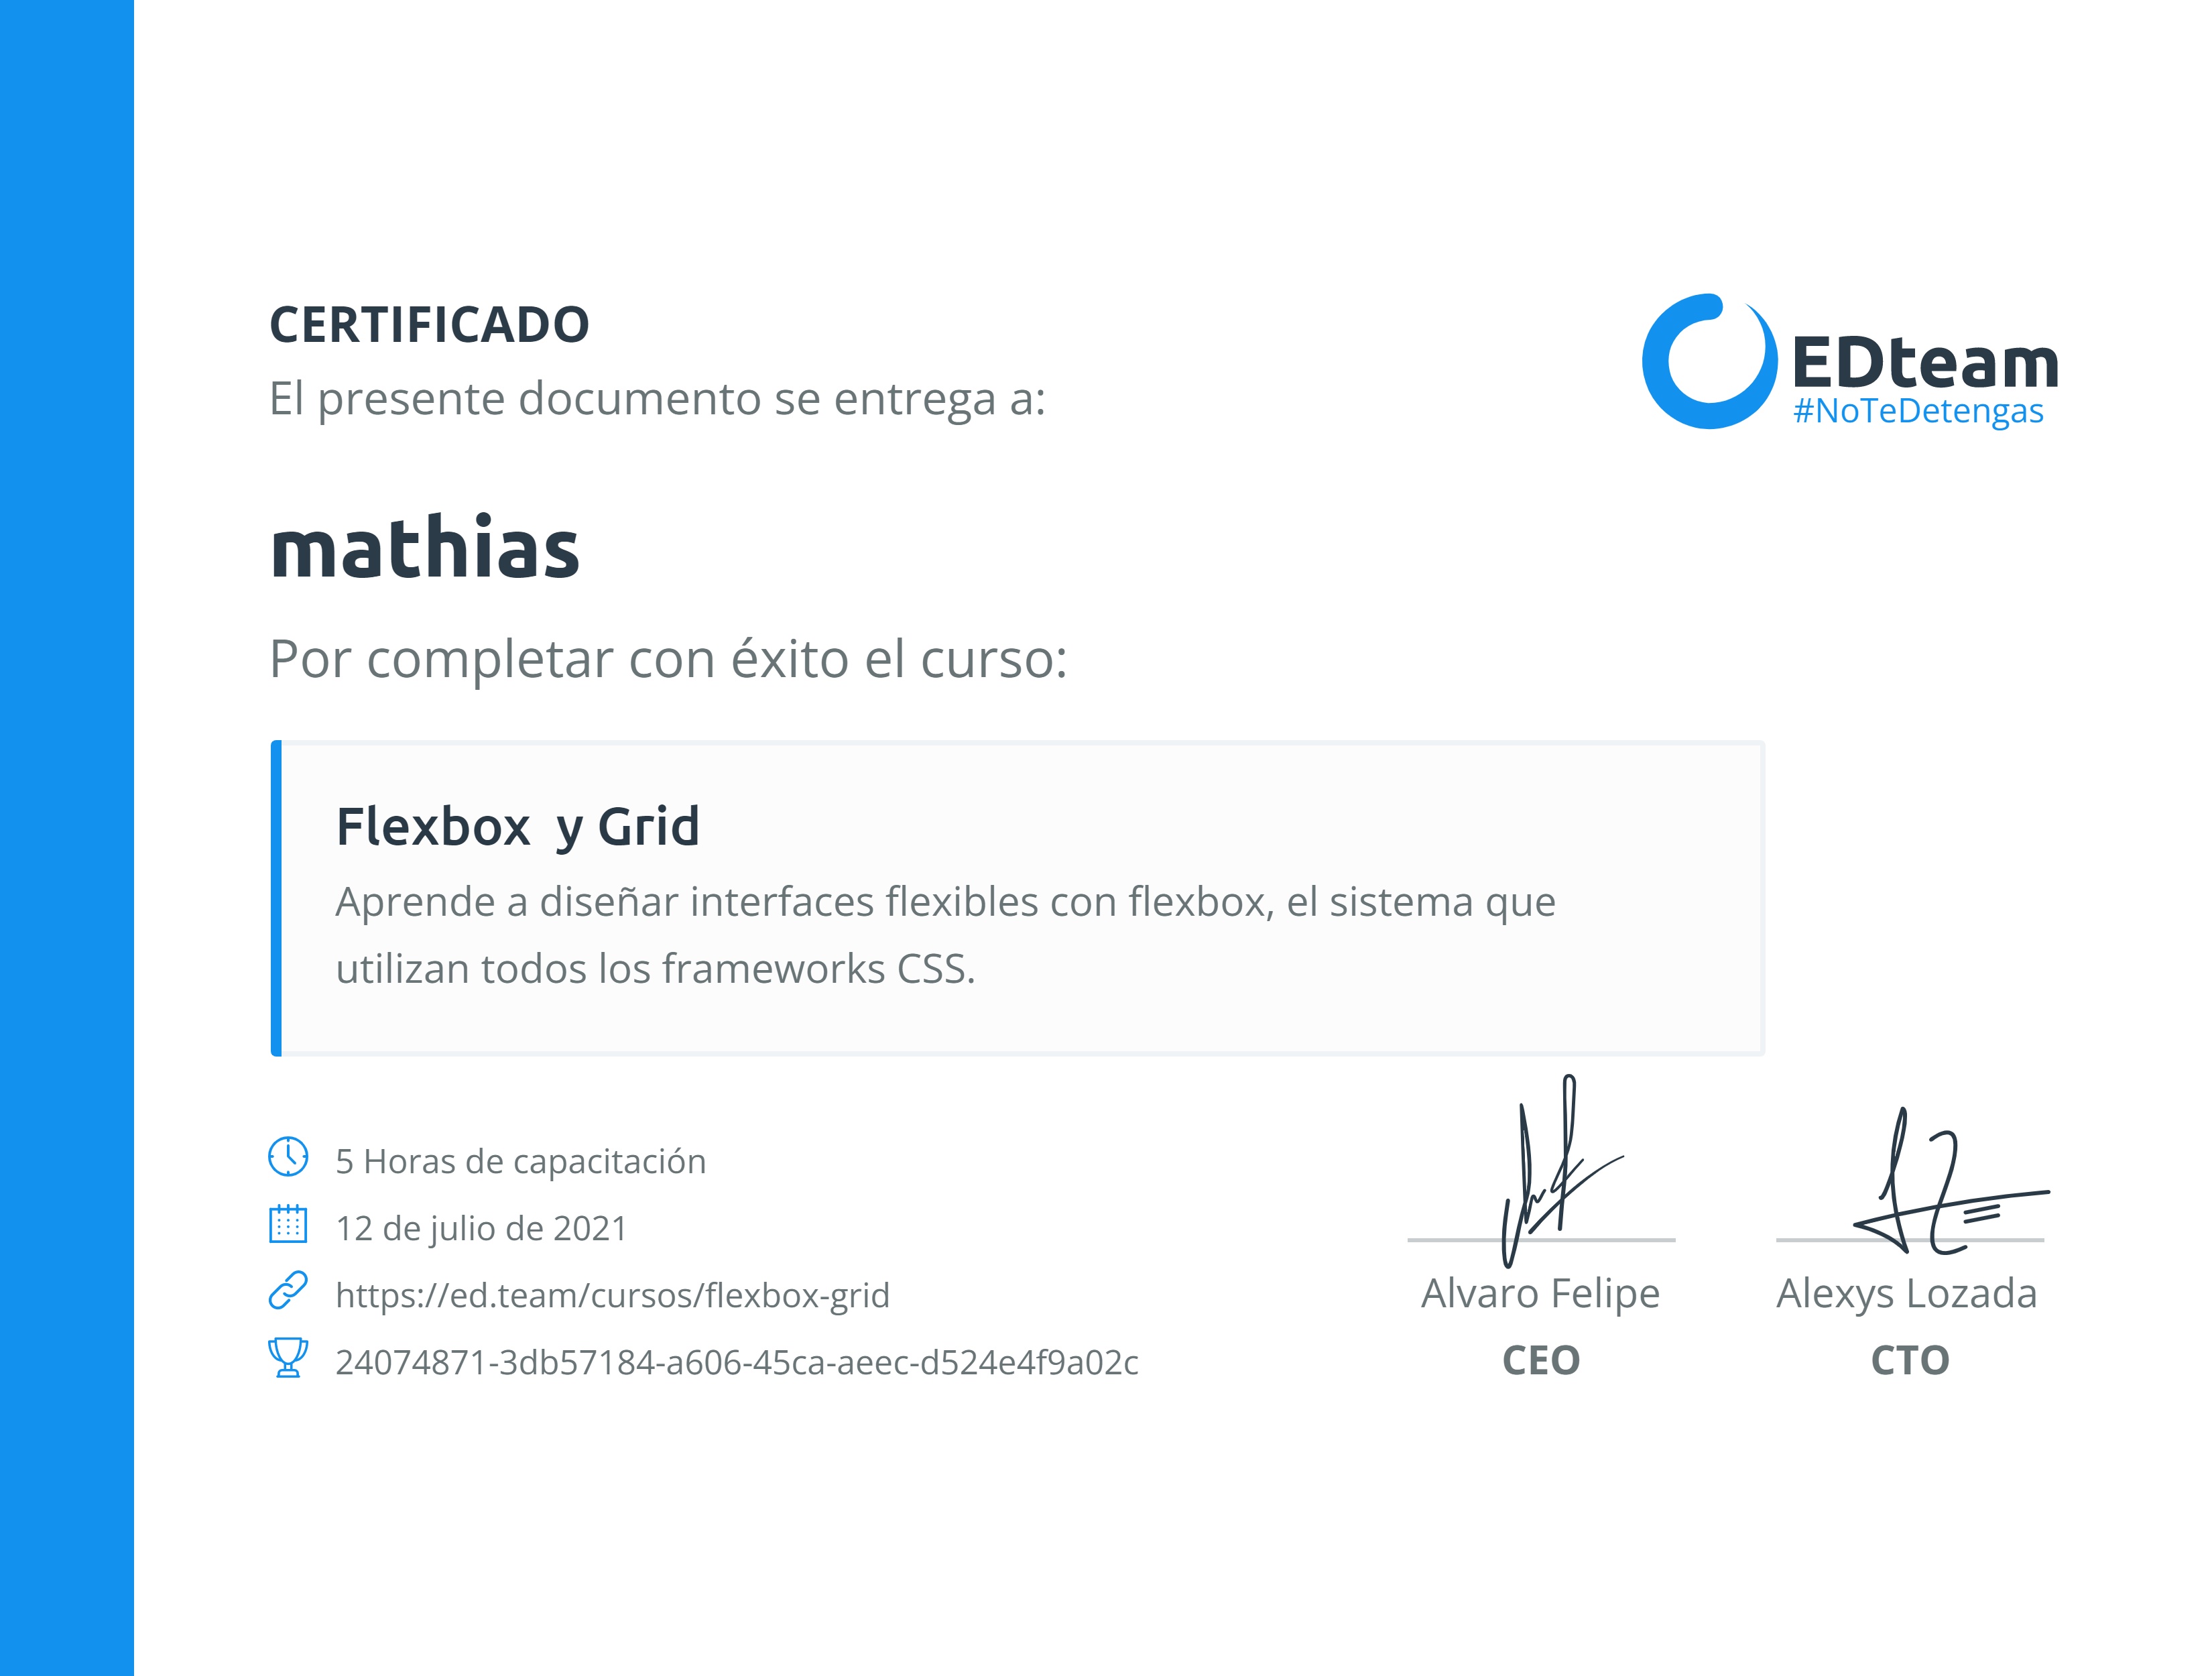 CERTIFICADO
El presente documento se entrega a:
EDteam
#NoTeDetengas
mathias
Por completar con éxito el curso:
Flexbox y Grid
Aprende a diseñar interfaces flexibles con flexbox, el sistema que
utilizan todos los frameworks CSS.
5 Horas de capacitación
12 de julio de 2021
https://ed.team/cursos/flexbox-grid
24074871-3db57184-a606-45ca-aeec-d524e4f9a02c
Alvaro Felipe
CEO
Alexys Lozada
CTO